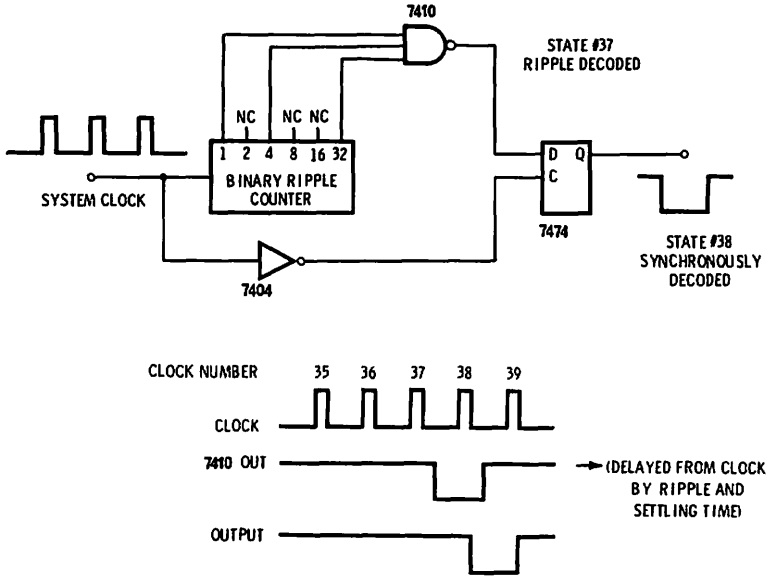 7410
STATE #37
RIPPLE DECODED
NC NC NC
1 2 4 8 16 32
BINARY RIPPLE
COUNTER
SYSTEM CLOCK
7404
D Q
C
7474
STATE #38
SYNCHRONOUSLY
DECODED
CLOCK NUMBER 35 36 37 38 39
CLOCK
7410 OUT
(DELAYED FROM CLOCK
BY RIPPLE AND
SETTLING TIME)
OUTPUT